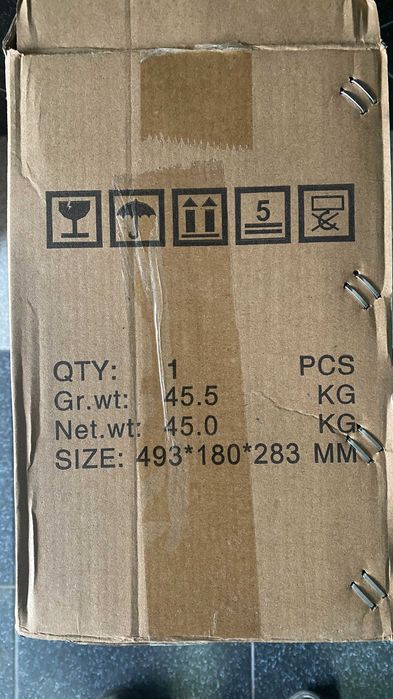 5
QTY: 1 PCS
Gr.wt: 45.5 KG
Net.wt: 45.0 KG
SIZE: 493*180*283 MM